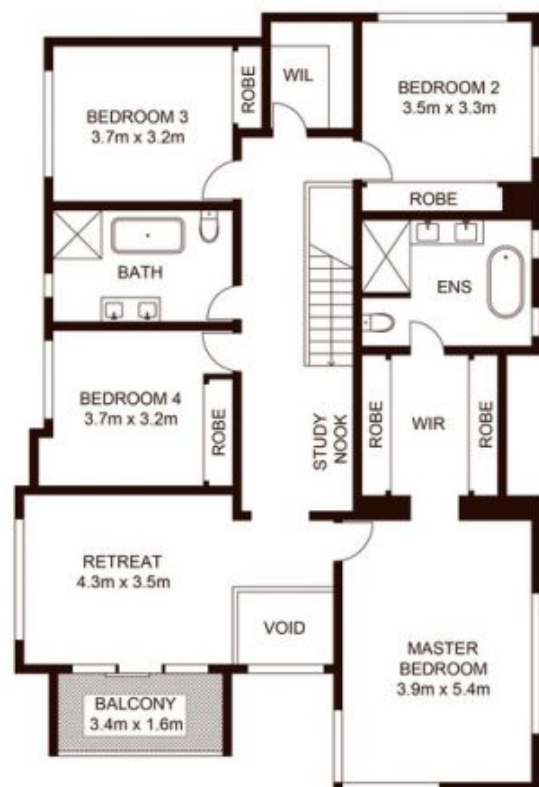 WIL
BEDROOM 2
3.5m x 3.3m
BEDROOM 3
3.7m x 3.2m
ROBE
ROBE
BATH
ENS
BEDROOM 4
3.7m x 3.2m
ROBE
STUDY
NOOK
ROBE
WIR
ROBE
RETREAT
4.3m x 3.5m
VOID
MASTER
BEDROOM
3.9m x 5.4m
BALCONY
3.4m x 1.6m